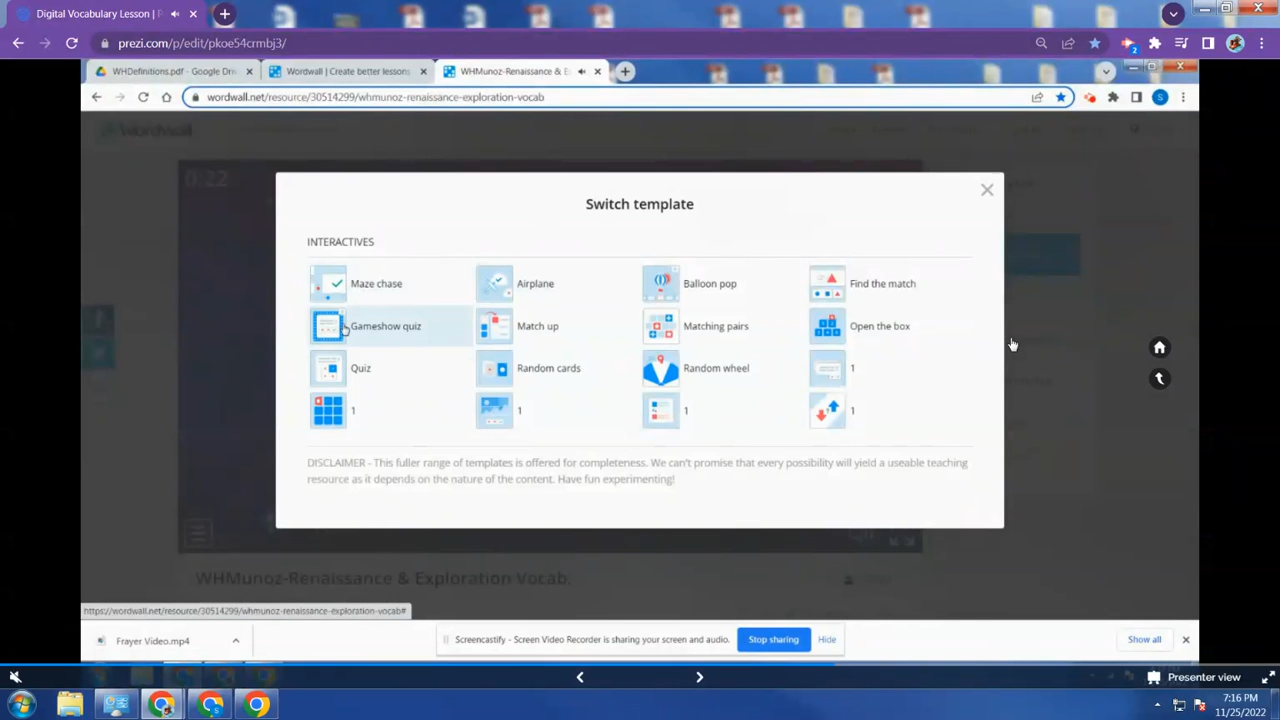 Digital Vocabulary Lesson | P
prezi.com/p/edit/pkoe54crmbj3/
2
WHDefinitions.pdf - Google Driv
Wordwall | Create better lessons
WHMunoz-Renaissance & E
wordwall.net/resource/30514299/whmunoz-renaissance-exploration-vocab
S
Wordwall
0:22
Switch template
INTERACTIVES
Maze chase
Airplane
Balloon pop
Find the match
Gameshow quiz
Match up
Matching pairs
Open the box
Quiz
Random cards
Random wheel
1
1
1
1
1
DISCLAIMER - This fuller range of templates is offered for completeness. We can't promise that every possibility will yield a useable teaching
resource as it depends on the nature of the content. Have fun experimenting!
WHMunoz-Renaissance & Exploration Vocab.
https://wordwall.net/resource/30514299/whmunoz-renaissance-exploration-vocab#
Frayer Video.mp4
Screencastify - Screen Video Recorder is sharing your screen and audio.
Stop sharing
Hide
Show all
Presenter view
7:16 PM
11/25/2022